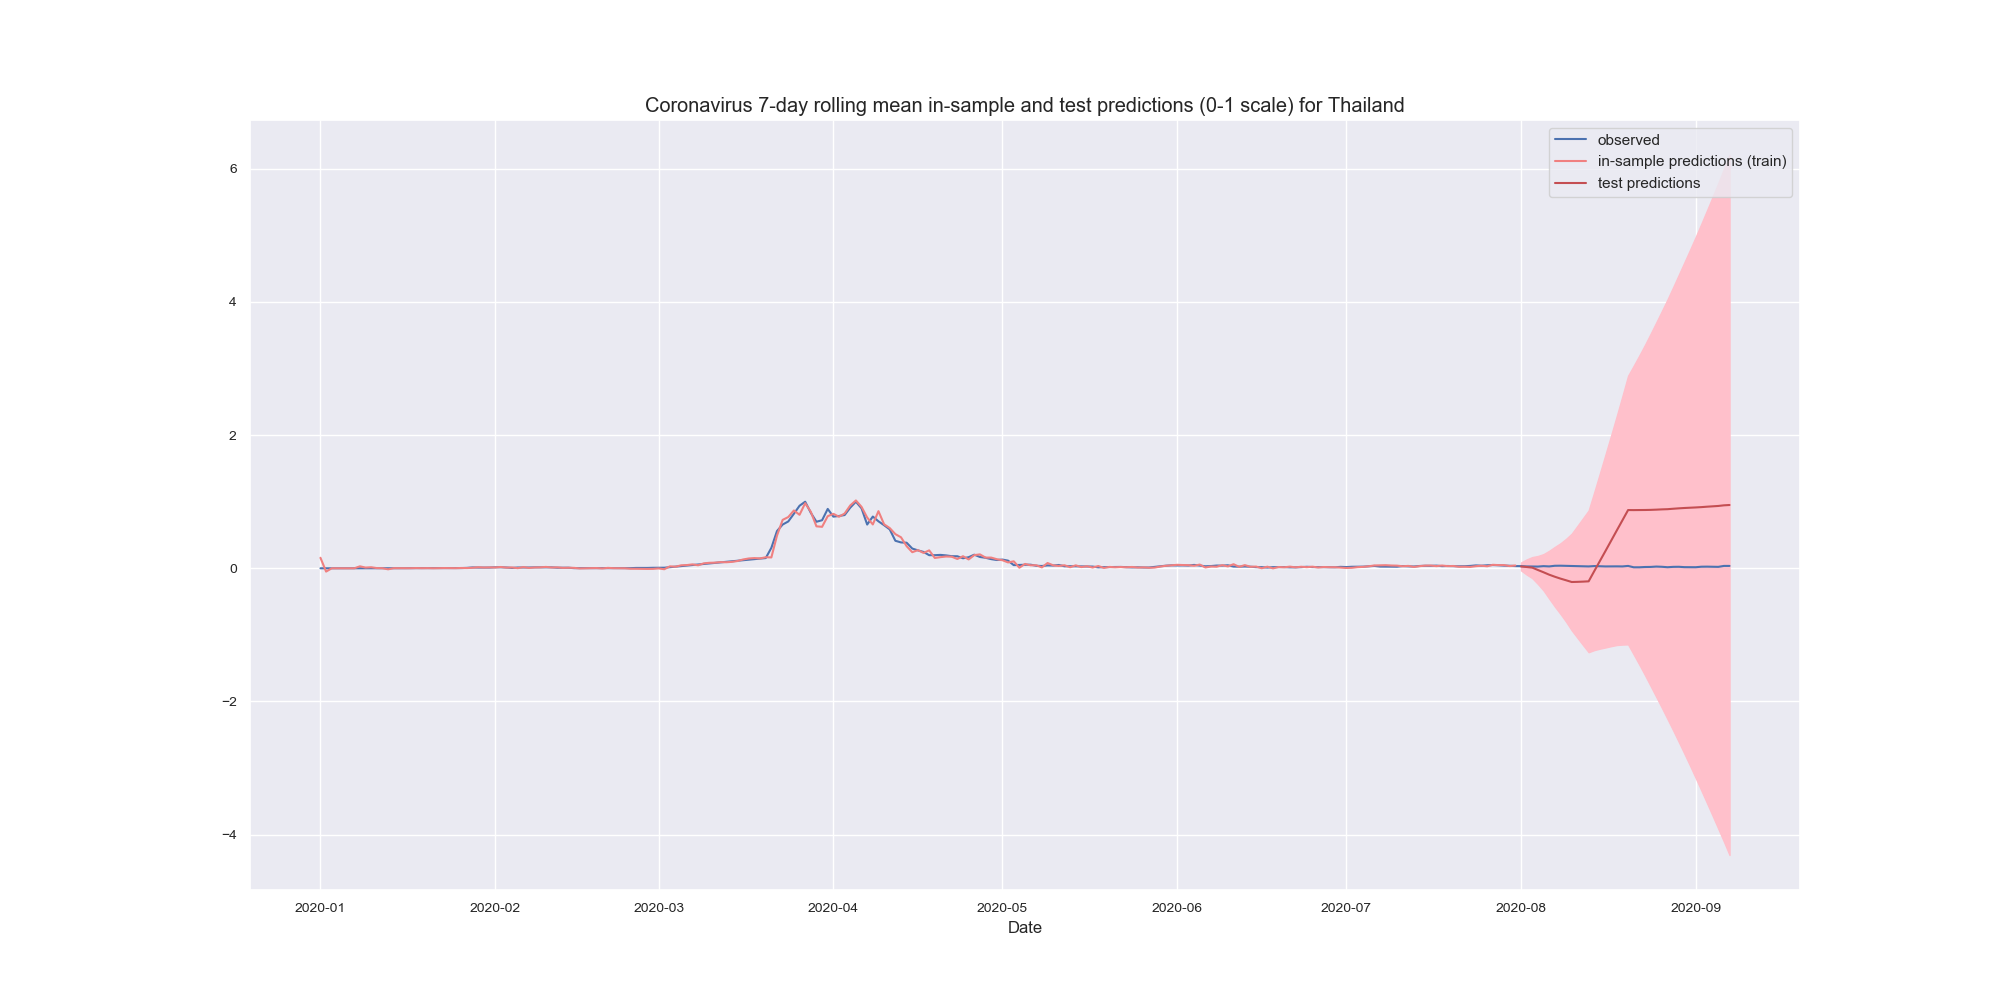 Coronavirus 7-day rolling mean in-sample and test predictions (0-1 scale) for Thailand
observed
in-sample predictions (train)
test predictions
6
4
2
0
−2
−4
2020-01 2020-02 2020-03 2020-04 2020-05 2020-06 2020-07 2020-08 2020-09
Date